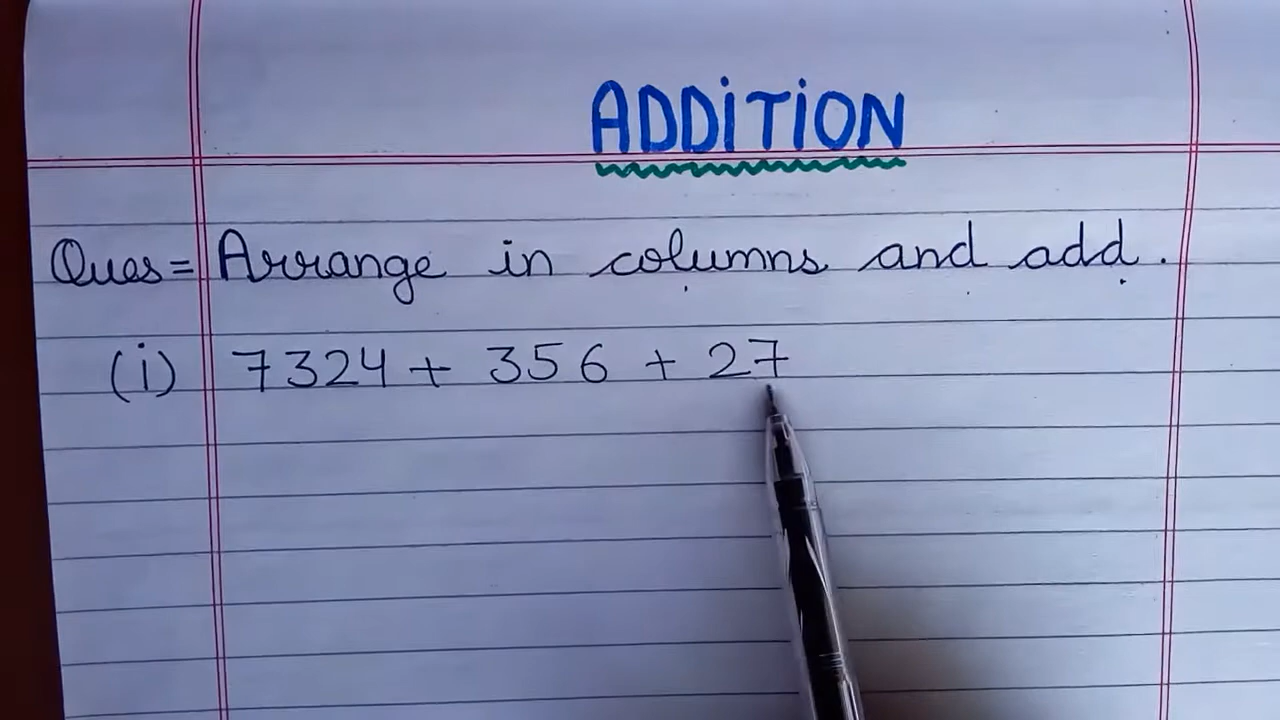 ADDITION
Ques= Arrange in columns and add.
(i) 7324 + 356 + 27